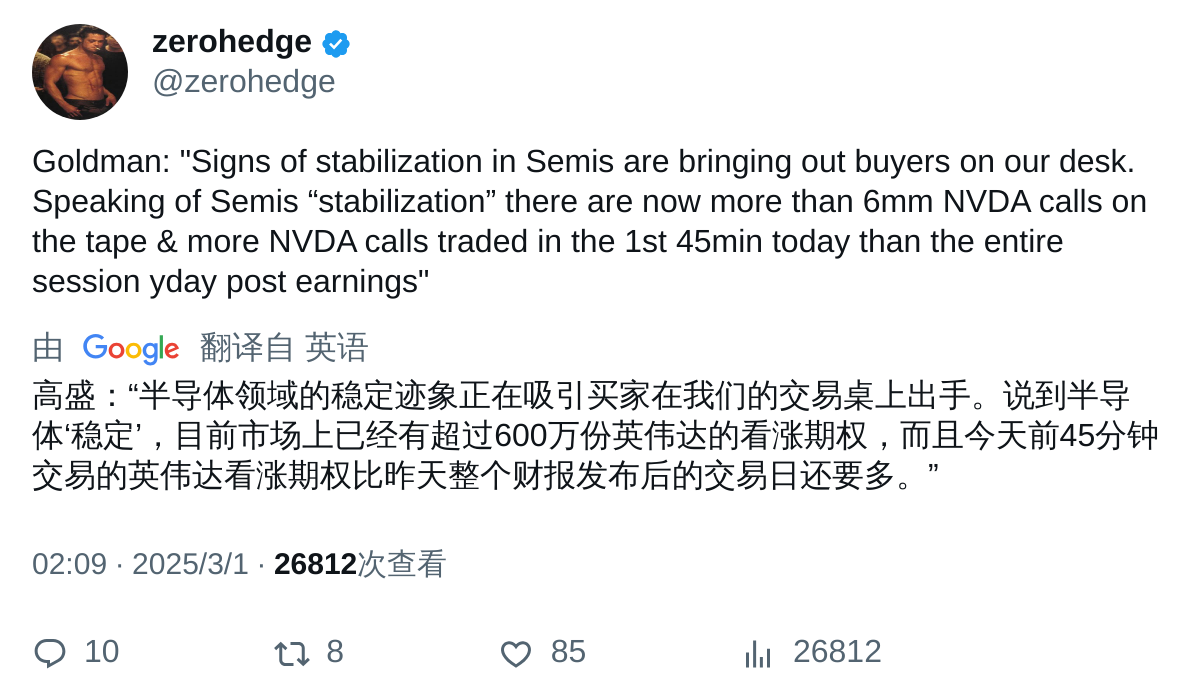 zerohedge
@zerohedge
Goldman: "Signs of stabilization in Semis are bringing out buyers on our desk.
Speaking of Semis “stabilization” there are now more than 6mm NVDA calls on
the tape & more NVDA calls traded in the 1st 45min today than the entire
session yday post earnings"
由 Google 翻译自 英语
高盛：“半导体领域的稳定迹象正在吸引买家在我们的交易桌上出手。说到半导
体‘稳定’，目前市场上已经有超过600万份英伟达的看涨期权，而且今天前45分钟
交易的英伟达看涨期权比昨天整个财报发布后的交易日还要多。”
02:09 · 2025/3/1 · 26812次查看
10 8 85 26812